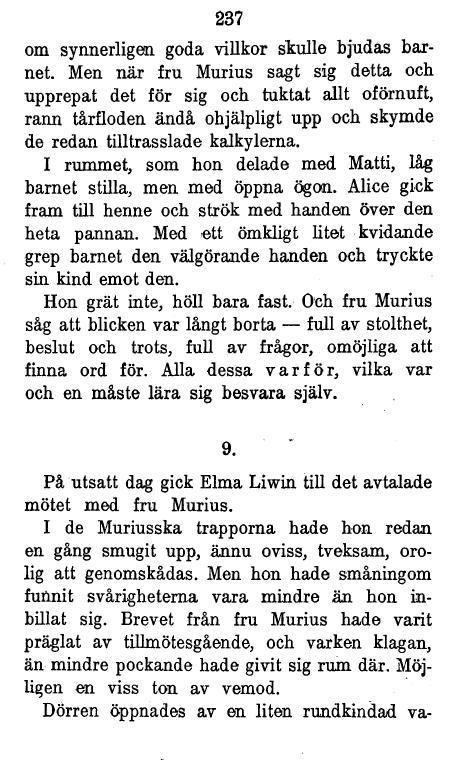 237
om synnerligen goda villkor skulle bjudas bar-
net. Men när fru Murius sagt sig detta och
upprepat det för sig och tuktat allt oförnuft,
rann tårfloden ändå ohjälpligt upp och skymde
de redan tilltrasslade kalkylerna.
I rummet, som hon delade med Matti, låg
barnet stilla, men med öppna ögon. Alice gick
fram till henne och strök med handen över den
heta pannan. Med ett ömkligt litet kvidande
grep barnet den välgörande handen och tryckte
sin kind emot den.
Hon grät inte, höll bara fast. Och fru Murius
såg att blicken var långt borta — full av stolthet,
beslut och trots, full av frågor, omöjliga att
finna ord för. Alla dessa varför, vilka var
och en måste lära sig besvara själv.
9.
På utsatt dag gick Elma Liwin till det avtalade
mötet med fru Murius.
I de Muriusska trapporna hade hon redan
en gång smugit upp, ännu oviss, tveksam, oro-
lig att genomskådas. Men hon hade småningom
funnit svårigheterna vara mindre än hon in-
billat sig. Brevet från fru Murius hade varit
präglat av tillmötesgående, och varken klagan,
än mindre pockande hade givit sig rum där. Möj-
ligen en viss ton av vemod.
Dörren öppnades av en liten rundkindad va-